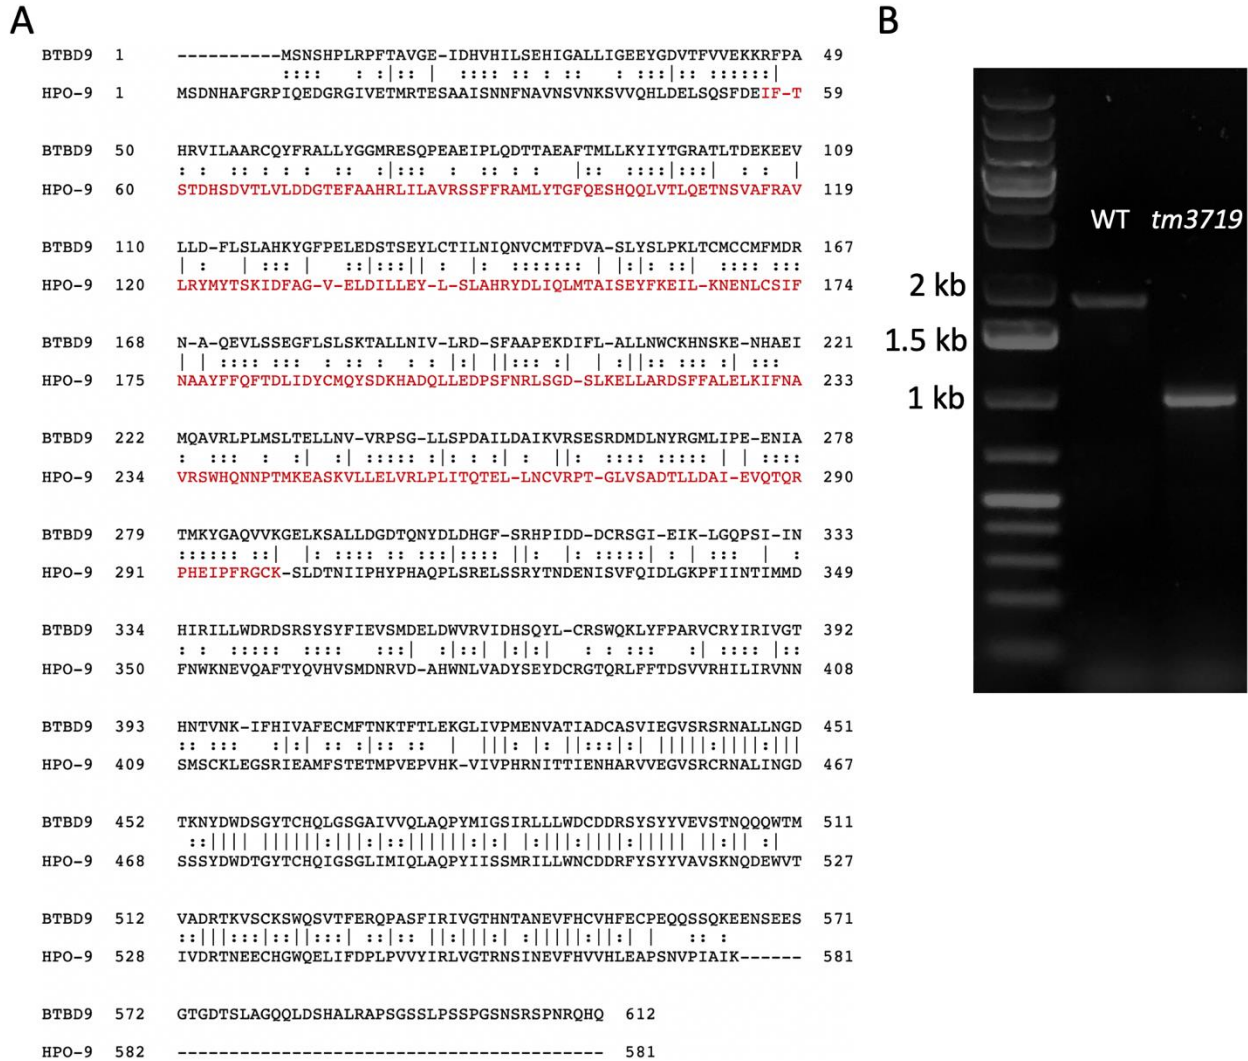 A
BTBD9 1 ----------MSNSHPLRPFTAVGE-IDHVHILSEHIGALLIGEEYGDVTFVVEKKRFPA 49
HPO-9 1 MSDNHAFGRPIQEDGRGIVETMRTESAAISNNFNAVNSVNKSVVQHLDELSQSFDEIF-T 59
BTBD9 50 HRVILAARCQYFRALLYGGMRESQPEAEIPLQDTTAEAFTMLLKYIYTGRATLTDEKEEV 109
HPO-9 60 STDHSDVTLVLDDGTEFAAHRLILAVRSSFFRAMLYTGFQESHQQLVTLQETNSVAFRAV 119
BTBD9 110 LLD-FLSLAHKYGFPELEDSTSEYLCTILNIQNVCMTFDVA-SLYSLPKLTCMCCMFMDR 167
HPO-9 120 LRYMYTSKIDFAG-V-ELDILLEY-L-SLAHRYDLIQLMTAISEYFKEIL-KNENLCSIF 174
BTBD9 168 N-A-QEVLSSEGFLSLSKTALLNIV-LRD-SFAAPEKDIFL-ALLNWCKHNSKE-NHAEI 221
HPO-9 175 NAAYFFQFTDLIDYCMQYSDKHADQLLEDPSFNRLSGD-SLKELLARDSFFALELKIFNA 233
BTBD9 222 MQAVRLPLMSLTELLNV-VRPSG-LLSPDAILDAIKVRSESRDMDLNYRGMLIPE-ENIA 278
HPO-9 234 VRSWHQNNPTMKEASKVLLELVRLPLITQTEL-LNCVRPT-GLVSADTLLDAI-EVQTQR 290
BTBD9 279 TMKYGAQVVKGELKSALLDGDTQNYDLDHGF-SRHPIDD-DCRSGI-EIK-LGQPSI-IN 333
HPO-9 291 PHEIPFRGCK-SLDTNIIPHYPHAQPLSRELSSRYTNDENISVFQIDLGKPFIINTIMMD 349
BTBD9 334 HIRILLWDRDSRSYSYFIEVSMDELDWVRVIDHSQYL-CRSWQKLYFPARVCRYIRIVGT 392
HPO-9 350 FNWKNEVQAFTYQVHVSMDNRVD-AHWNLVADYSEYDCRGTQRLFFTDSVVRHILIRVNN 408
BTBD9 393 HNTVNK-IFHIVAFECMFTNKTFTLEKGLIVPMENVATIADCASVIEGVSRSRNALLNGD 451
HPO-9 409 SMSCKLEGSRIEAMFSTETMPVEPVHK-VIVPHRNITTIENHARVVEGVSRCRNALINGD 467
BTBD9 452 TKNYDWDSGYTCHQLGSGAIVVQLAQPYMIGSIRLLLWDCDDRSYSYYVEVSTNQQQWTM 511
HPO-9 468 SSSYDWDTGYTCHQIGSGLIMIQLAQPYIISSMRILLWNCDDRFYSYYVAVSKNQDEWVT 527
BTBD9 512 VADRTKVSCKSWQSVTFERQPASFIRIVGTHNTANEVFHCVHFECPEQQSSQKEENSEES 571
HPO-9 528 IVDRTNEECHGWQELIFDPLPVVYIRLVGTRNSINEVFHVVHLEAPSNVPIAIK------ 581
BTBD9 572 GTGDTSLAGQQLDSHALRAPSGSSLPSSPGSNSRSPNRQHQ 612
HPO-9 582 ----------------------------------------- 581
B
WT tm3719
2 kb
1.5 kb
1 kb